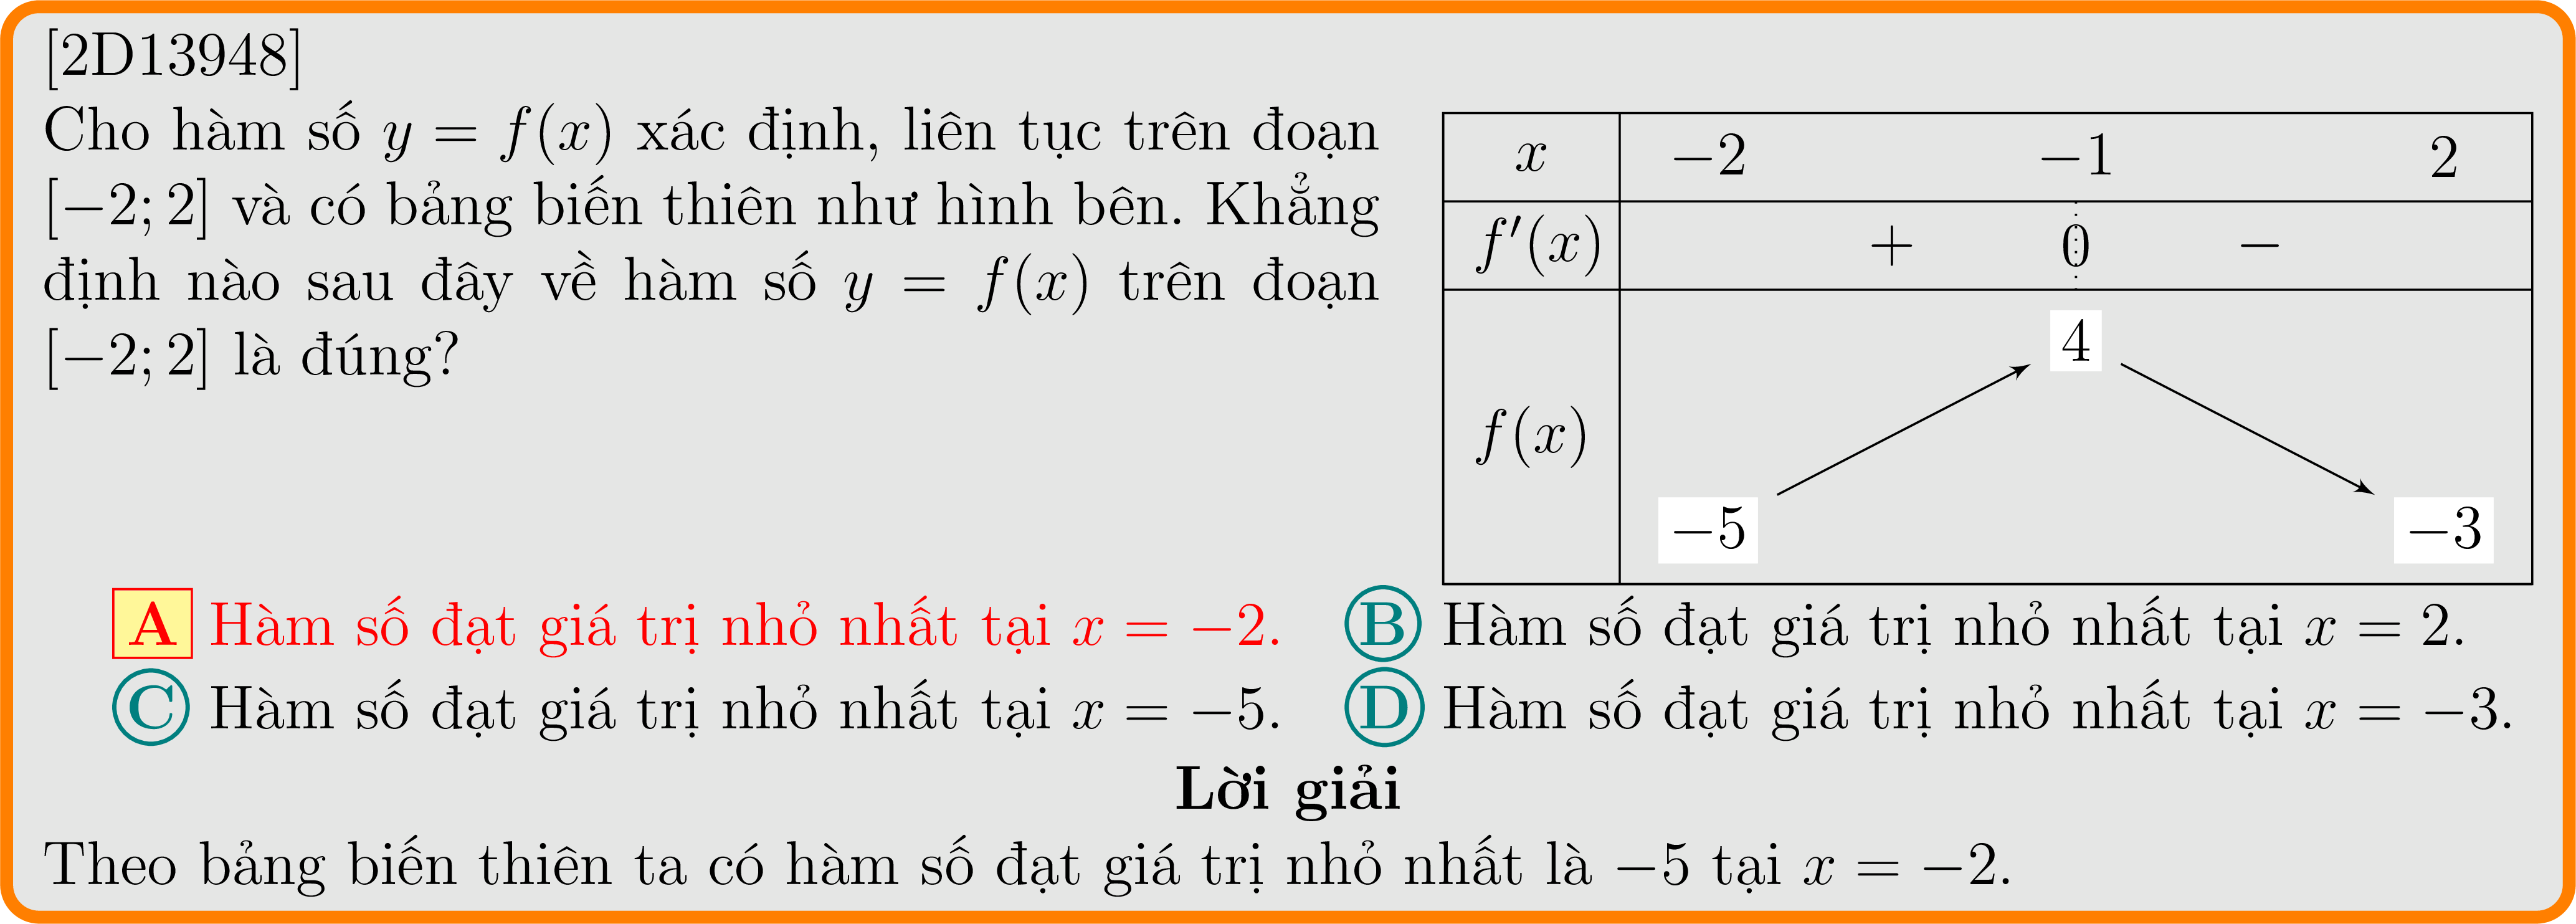 [2D13948]
Cho hàm số y = f(x) xác định, liên tục trên đoạn
[−2; 2] và có bảng biến thiên như hình bên. Khẳng
định nào sau đây về hàm số y = f(x) trên đoạn
[−2; 2] là đúng?
x −2 −1 2
f′(x) + 0 −
4
f(x)
−5 −3
A Hàm số đạt giá trị nhỏ nhất tại x = −2. B Hàm số đạt giá trị nhỏ nhất tại x = 2.
C Hàm số đạt giá trị nhỏ nhất tại x = −5. D Hàm số đạt giá trị nhỏ nhất tại x = −3.
Lời giải
Theo bảng biến thiên ta có hàm số đạt giá trị nhỏ nhất là −5 tại x = −2.